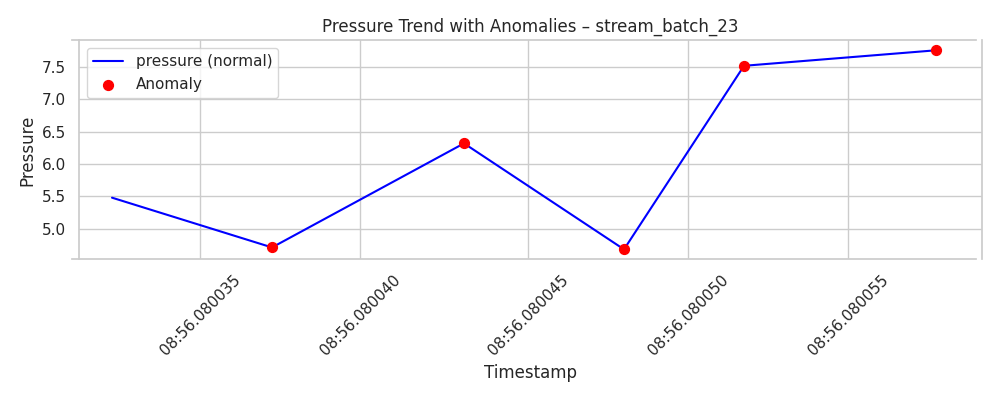 Pressure Trend with Anomalies – stream_batch_23
pressure (normal)
Anomaly
Pressure
7.5
7.0
6.5
6.0
5.5
5.0
08:56.080035
08:56.080040
08:56.080045
08:56.080050
08:56.080055
Timestamp